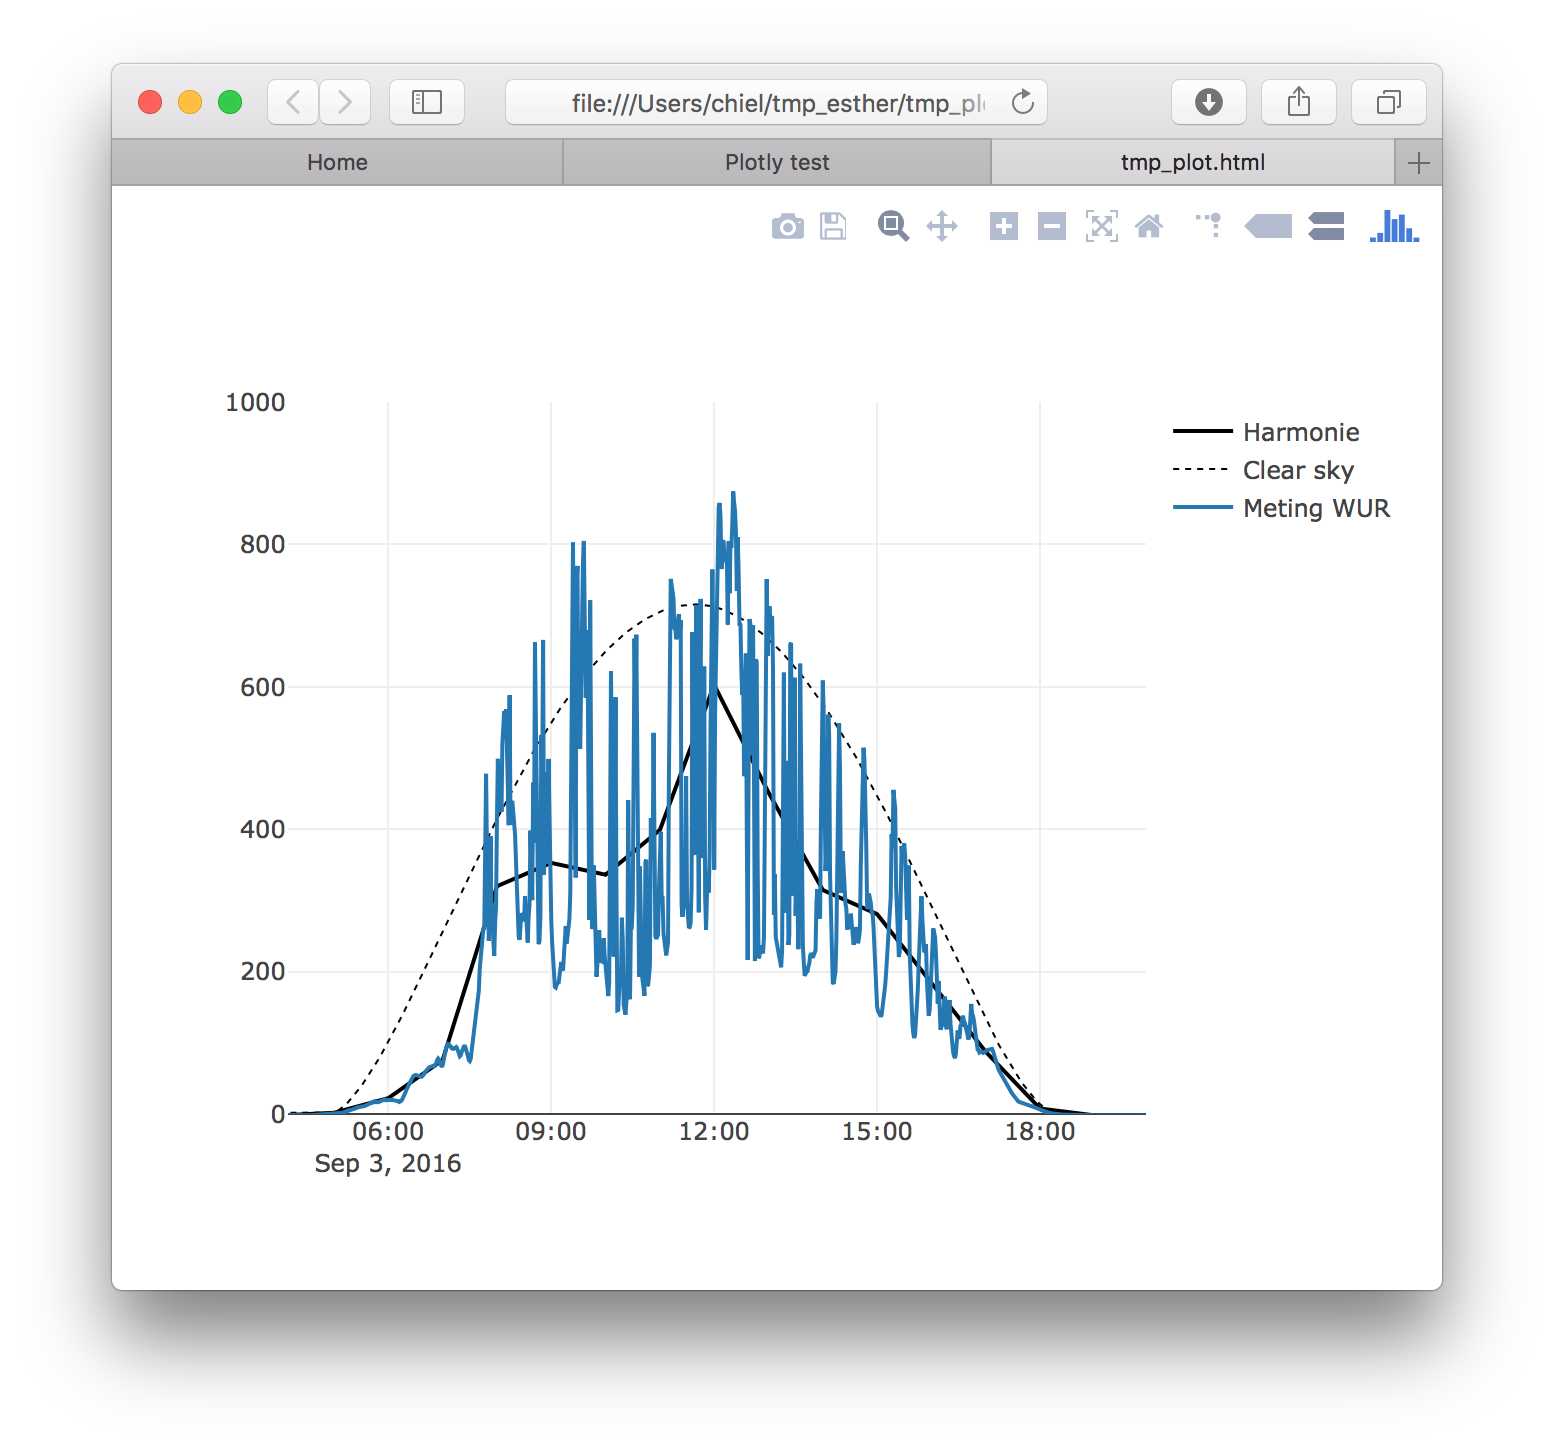 file:///Users/chiel/tmp_esther/tmp_pl
Home
Plotly test
tmp_plot.html
1000
800
600
400
200
0
06:00
09:00
12:00
15:00
18:00
Sep 3, 2016
Harmonie
Clear sky
Meting WUR